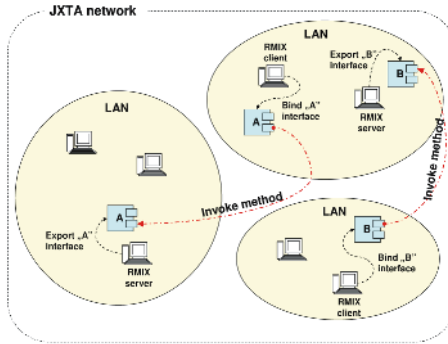 JXTA network
LAN
RMIX
client
Export „B”
Interface
B
A
Bind „A”
interface
RMIX
server
LAN
A
Export „A”
Interface
RMIX
server
Invoke method
Invoke method
LAN
B
Bind „B”
Interface
RMIX
client